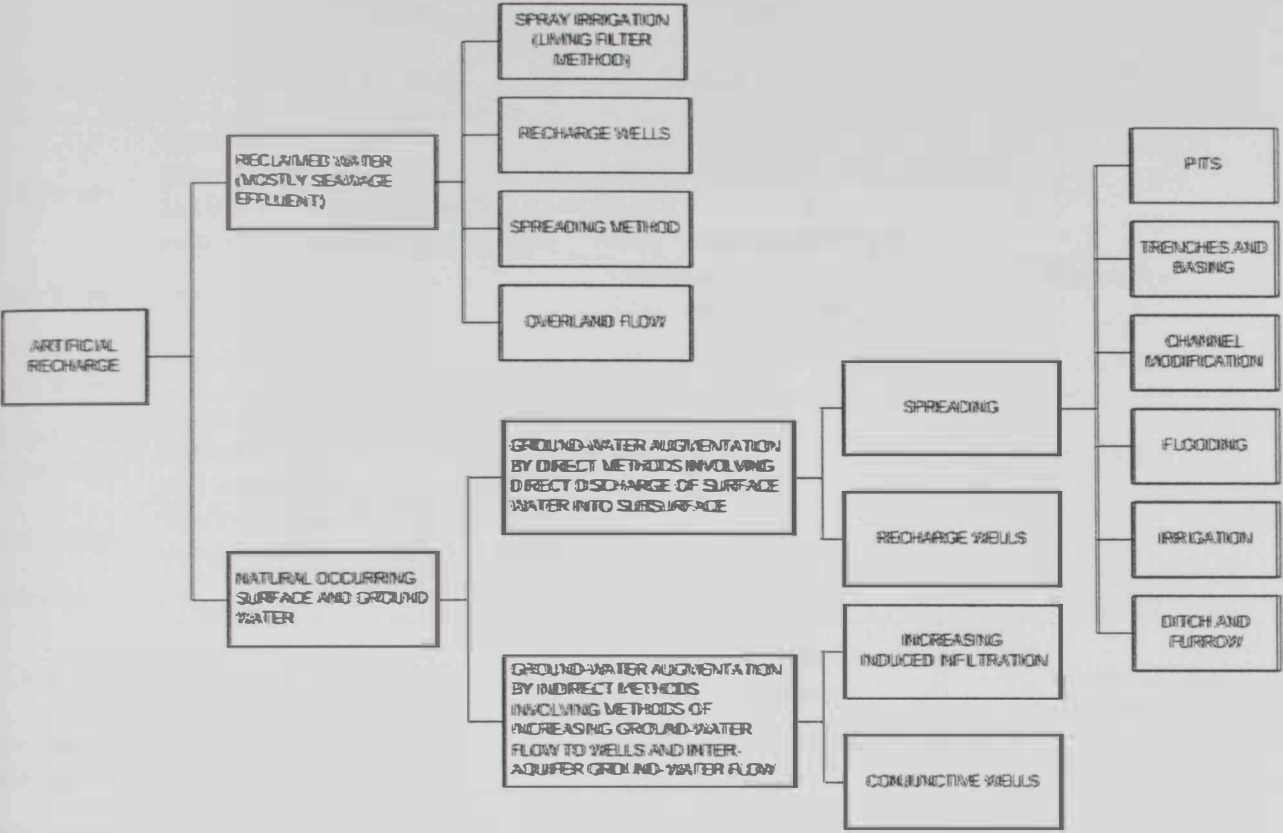 SPRAY IRRIGATION
(LIVING FILTER
METHOD)
RECHARGE WELLS
RECLAIMED WATER
(MOSTLY SEAWAGE
EFFLUENT)
SPREADING METHOD
OVERLAND FLOW
ARTIFICIAL
RECHARGE
PITS
TRENCHES AND
BASING
CHANNEL
MODIFICATION
SPREADING
FLOODING
GROUND-WATER AUGMENTATION
BY DIRECT METHODS INVOLVING
DIRECT DISCHARGE OF SURFACE
WATER INTO SUBSURFACE
RECHARGE WELLS
IRRIGATION
NATURAL OCCURRING
SURFACE AND GROUND
WATER
DITCH AND
FURROW
INCREASING
INDUCED INFILTRATION
GROUND-WATER AUGMENTATION
BY INDIRECT METHODS
INVOLVING METHODS OF
INCREASING GROUND-WATER
FLOW TO WELLS AND INTER-
AQUIFER GROUND-WATER FLOW
CONJUNCTIVE WELLS